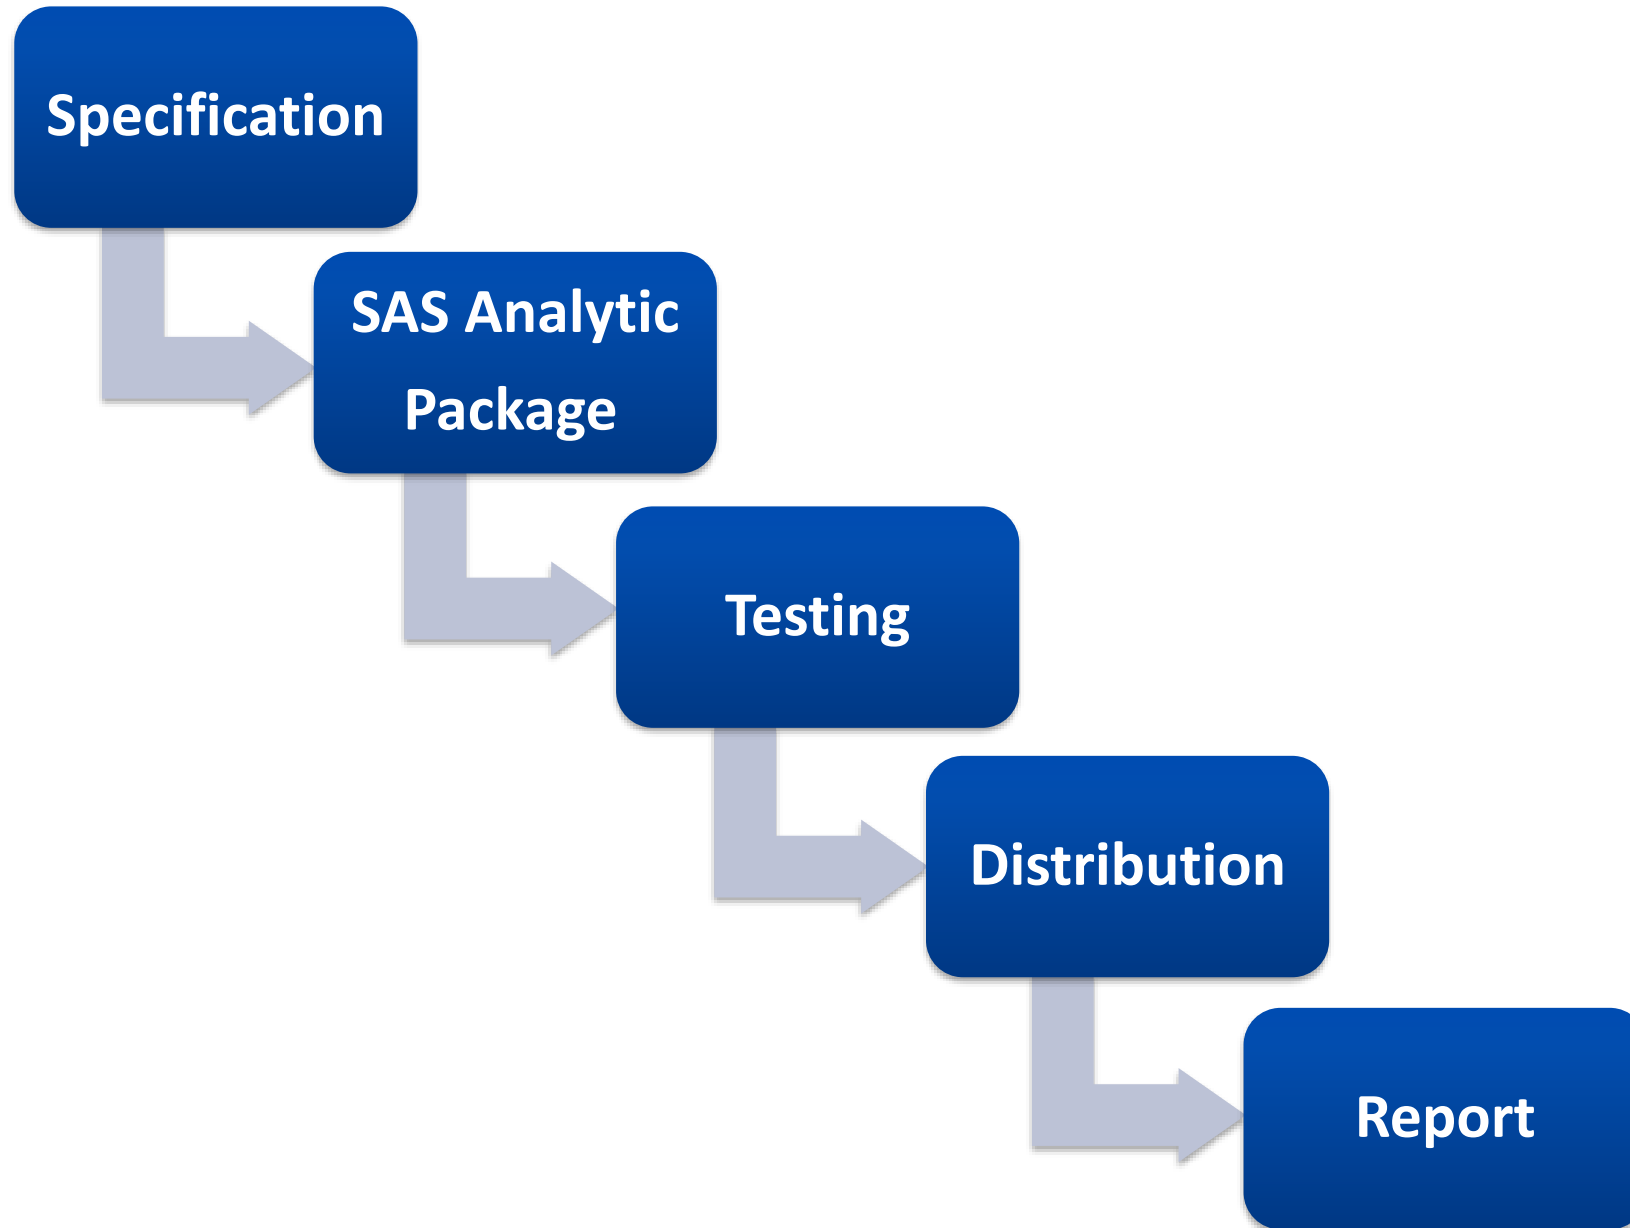 Specification
SAS Analytic
Package
Testing
Distribution
Report